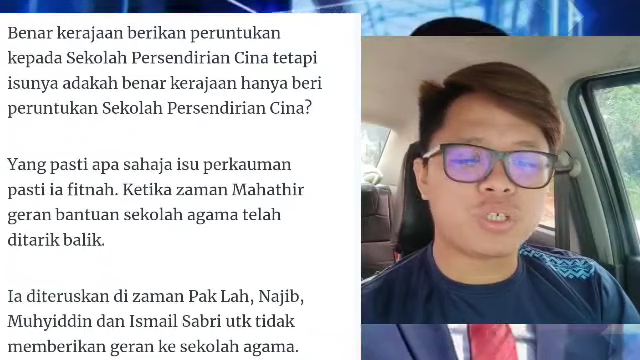 Benar kerajaan berikan peruntukan
kepada Sekolah Persendirian Cina tetapi
isunya adakah benar kerajaan hanya beri
peruntukan Sekolah Persendirian Cina?
Yang pasti apa sahaja isu perkauman
pasti ia fitnah. Ketika zaman Mahathir
geran bantuan sekolah agama telah
ditarik balik.
Ia diteruskan di zaman Pak Lah, Najib,
Muhyiddin dan Ismail Sabri utk tidak
memberikan geran ke sekolah agama.